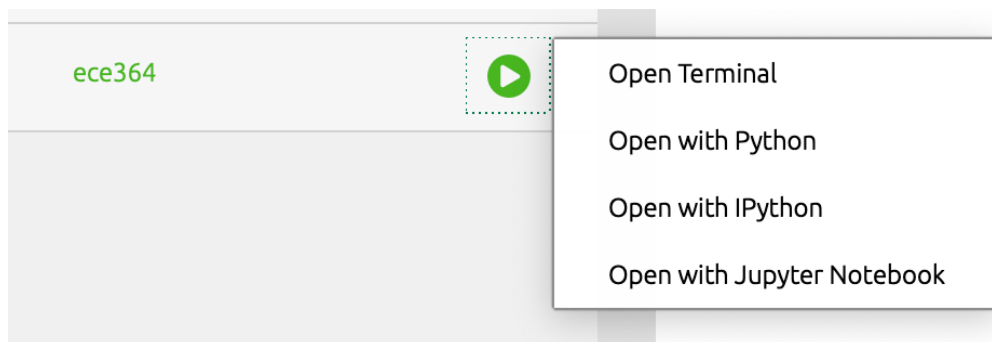 ece364
Open Terminal
Open with Python
Open with IPython
Open with Jupyter Notebook